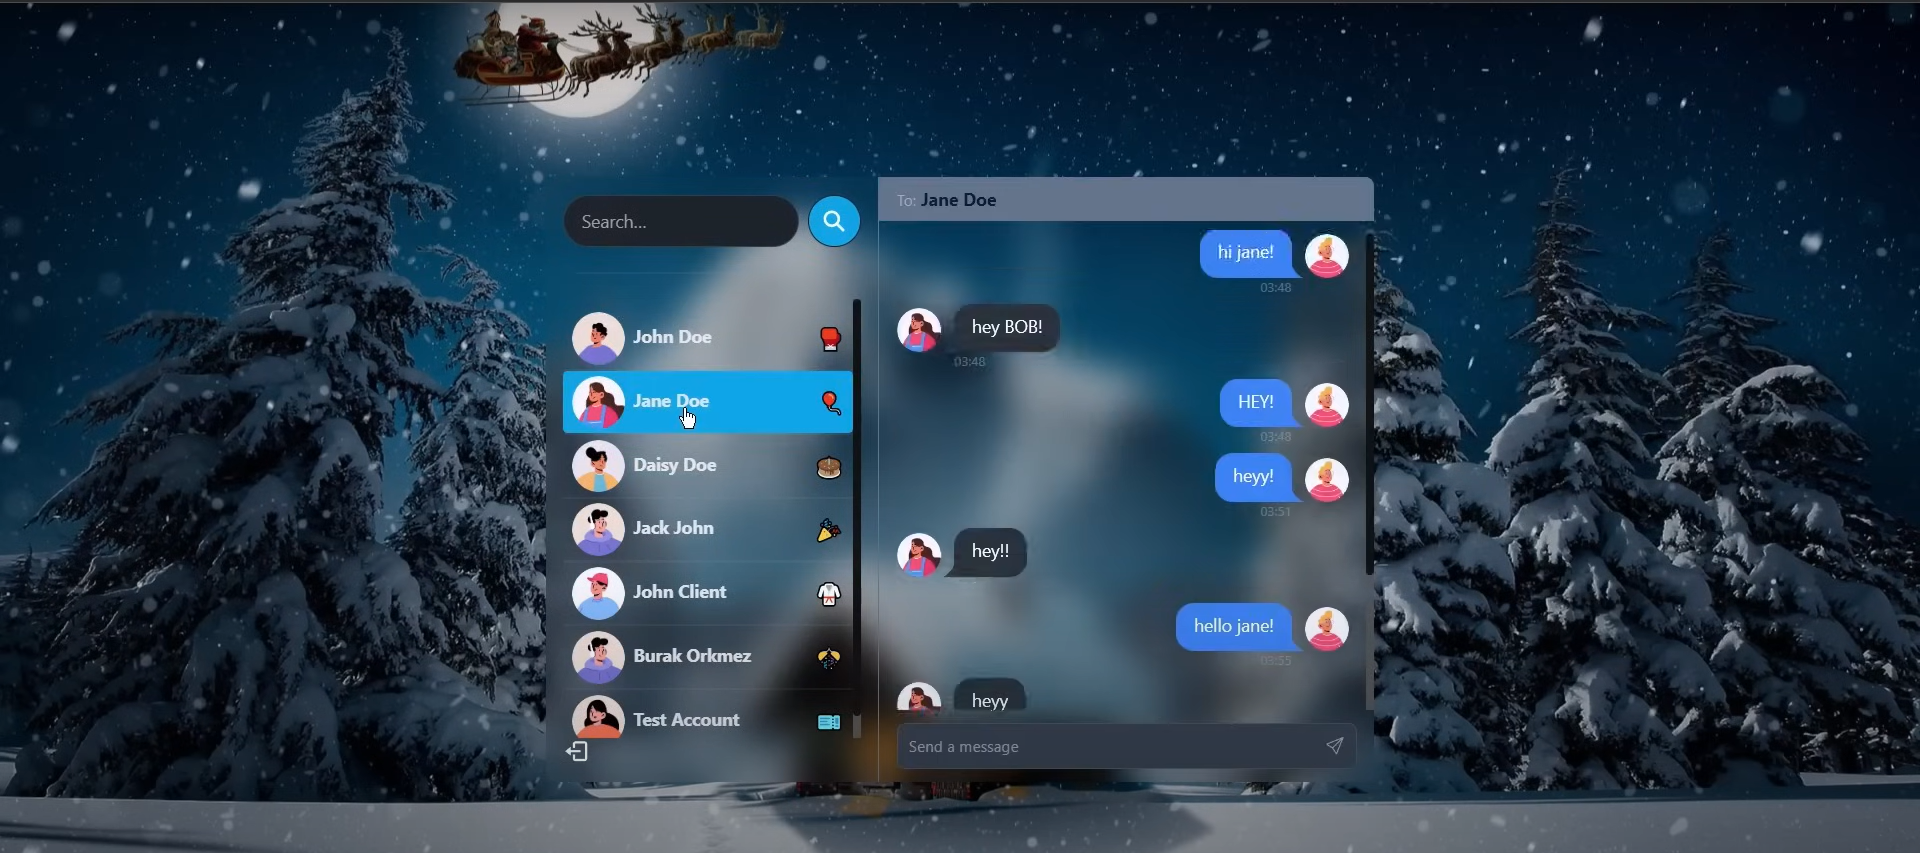 Search...
John Doe
Jane Doe
Daisy Doe
Jack John
John Client
Burak Orkmez
Test Account
To: Jane Doe
hi jane!
03:48
hey BOB!
03:48
HEY!
03:48
heyy!
03:51
hey!!
hello jane!
03:55
heyy
Send a message